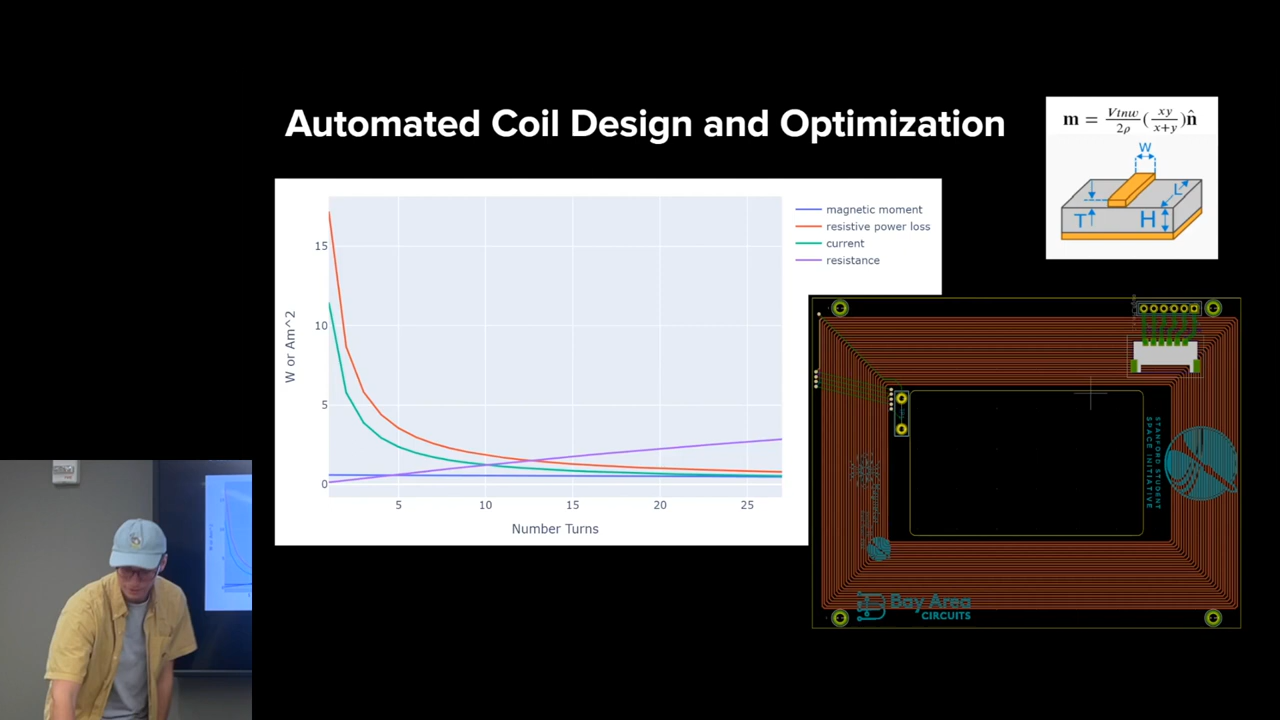 Automated Coil Design and Optimization
m = Vtnw/2ρ (xy/x+y) n̂
W
L
T
H
magnetic moment
resistive power loss
current
resistance
W or Am^2
15
10
5
0
5
10
15
20
25
Number Turns
STANFORD STUDENT
SPACE INITIATIVE
Bay Area
CIRCUITS